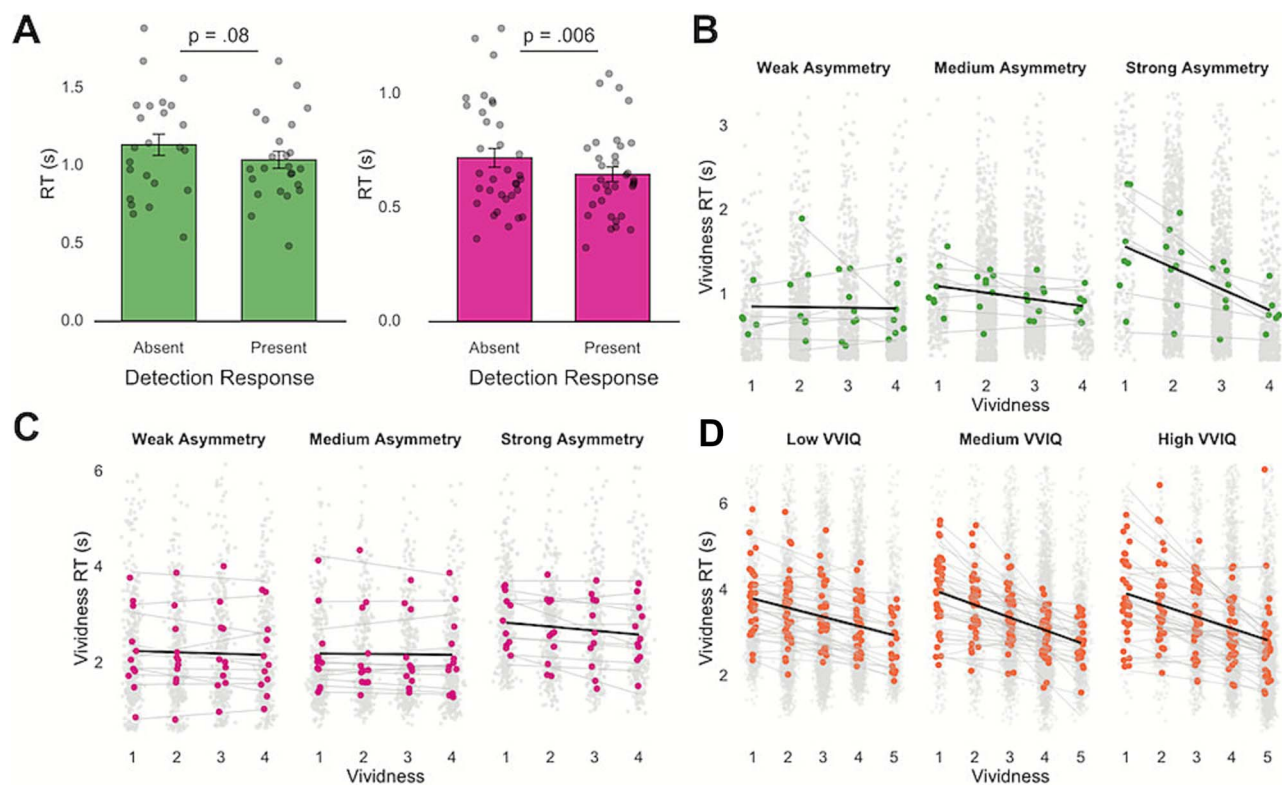 A
p = .08
1.5
1.0
0.5
0.0
RT (s)
Absent Present
Detection Response
p = .006
1.0
0.5
0.0
RT (s)
Absent Present
Detection Response
B
Weak Asymmetry Medium Asymmetry Strong Asymmetry
3
2
1
Vividness RT (s)
1 2 3 4 1 2 3 4 1 2 3 4
Vividness
C
Weak Asymmetry Medium Asymmetry Strong Asymmetry
6
4
2
Vividness RT (s)
1 2 3 4 1 2 3 4 1 2 3 4
Vividness
D
Low VVIQ Medium VVIQ High VVIQ
6
4
2
Vividness RT (s)
1 2 3 4 5 1 2 3 4 5 1 2 3 4 5
Vividness